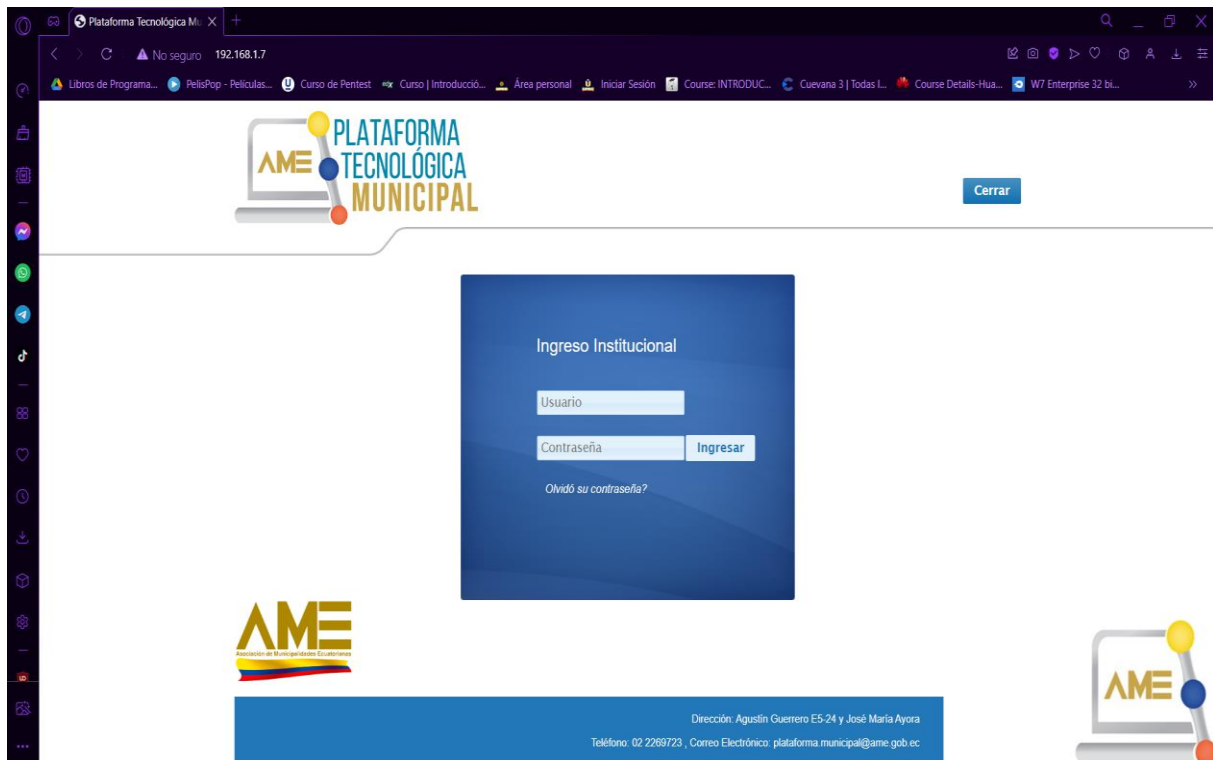 Plataforma Tecnológica Mu
No seguro 192.168.1.7
Libros de Programa... PelisPop - Películas... Curso de Pentest Curso | Introducció... Área personal Iniciar Sesión Course: INTRODUC... Cuevana 3 | Todas l... Course Details-Hua... W7 Enterprise 32 bi...
AME
PLATAFORMA
TECNOLÓGICA
MUNICIPAL
Cerrar
Ingreso Institucional
Usuario
Contraseña
Ingresar
Olvidó su contraseña?
AME
Asociación de Municipalidades Ecuatorianas
AME
Dirección: Agustín Guerrero E5-24 y José María Ayora
Teléfono: 02 2269723 , Correo Electrónico: plataforma.municipal@ame.gob.ec